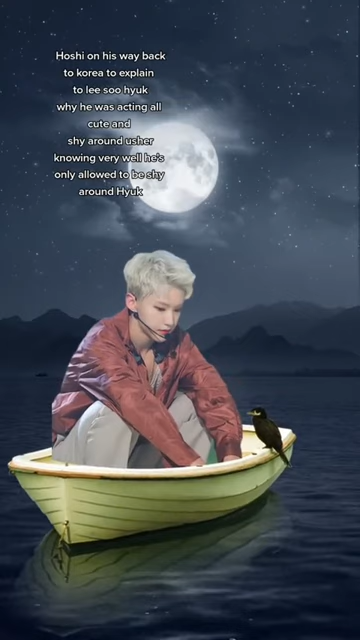 Hoshi on his way back
to korea to explain
to lee soo hyuk
why he was acting all
cute and
shy around usher
knowing very well he's
only allowed to be shy
around Hyuk